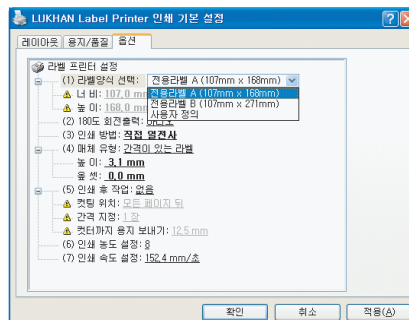 LUKHAN Label Printer 인쇄 기본 설정
레이아웃 용지/품질 옵션
라벨 프린터 설정
(1) 라벨양식 선택: 전용라벨 A (107mm x 168mm)
너 비: 107,0 mm 전용라벨 A (107mm x 168mm)
높 이: 168,0 mm 전용라벨 B (107mm x 271mm)
사용자 정의
(2) 180도 회전출력: 아니오
(3) 인쇄 방법: 직접 열전사
(4) 매체 유형: 간격이 있는 라벨
높 이: 3,1 mm
옾 셋: 0,0 mm
(5) 인쇄 후 작업: 없음
컷팅 위치: 모든 페이지 뒤
간격 지정: 1 장
컷터까지 용지 보내기: 12,5 mm
(6) 인쇄 농도 설정: 8
(7) 인쇄 속도 설정: 152,4 mm/초
확인 취소 적용(A)